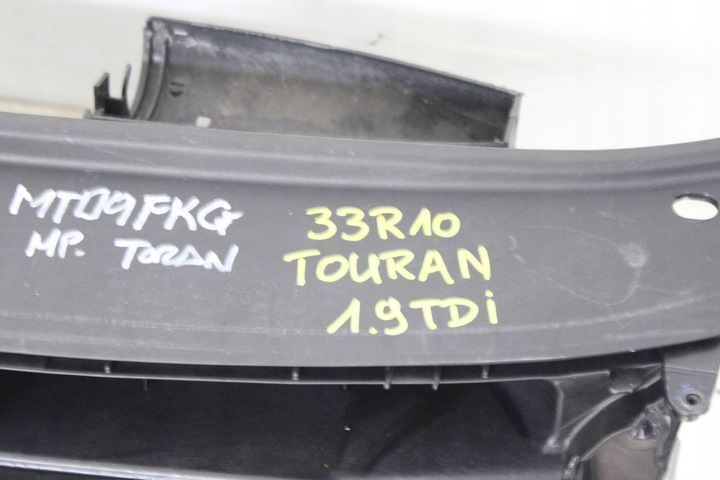 MT09FKG
MP. TORAN
33R10
TOURAN
1.9TDi